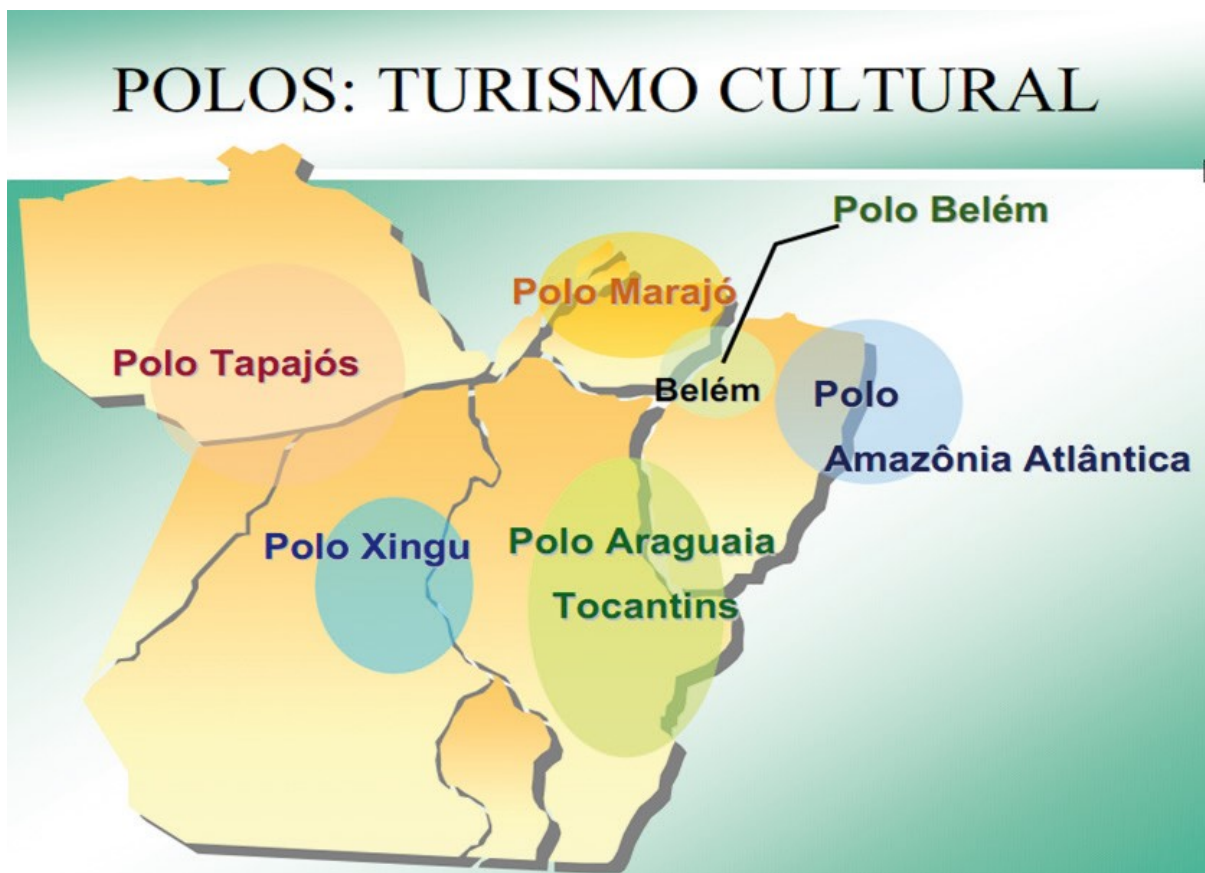 POLOS: TURISMO CULTURAL
Polo Belém
Polo Marajó
Polo Tapajós
Belém
Polo
Amazônia Atlântica
Polo Xingu
Polo Araguaia
Tocantins